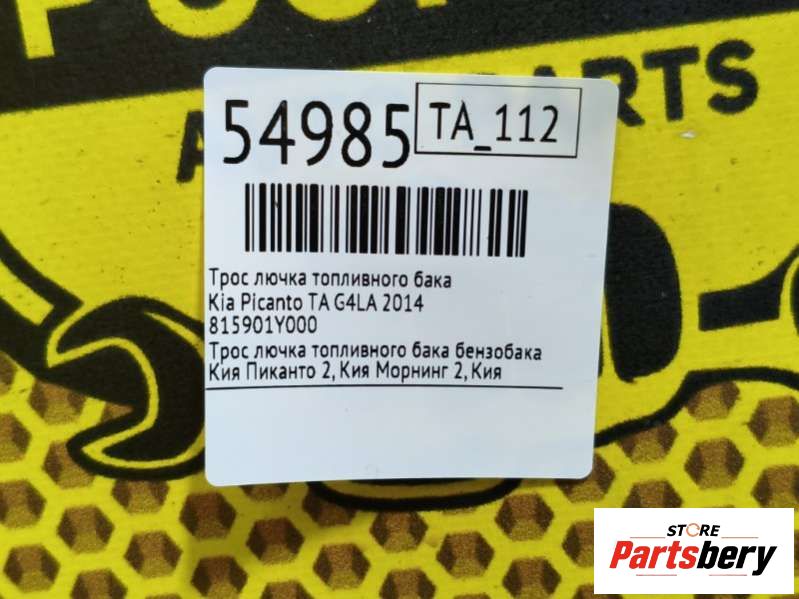 ARTS
54985
TA_112
Трос лючка топливного бака
Kia Picanto TA G4LA 2014
815901Y000
Трос лючка топливного бака бензобака
Кия Пиканто 2, Кия Морнинг 2, Кия
STORE
Partsbery